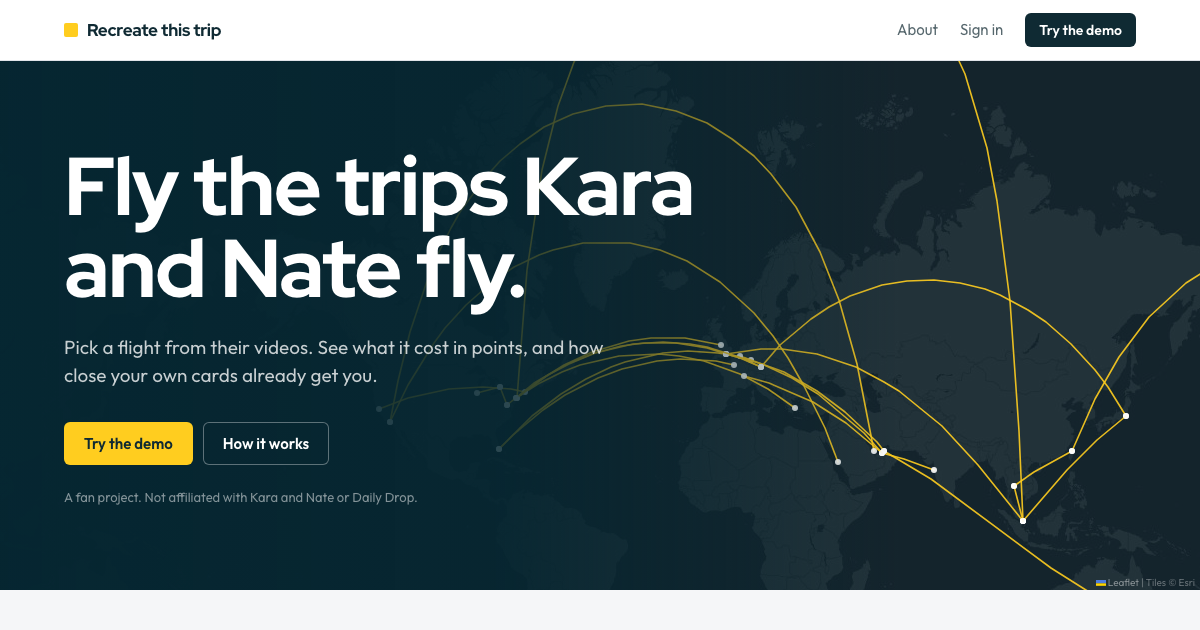 Recreate this trip
About
Sign in
Try the demo
Fly the trips Kara
and Nate fly.
Pick a flight from their videos. See what it cost in points, and how
close your own cards already get you.
Try the demo
How it works
A fan project. Not affiliated with Kara and Nate or Daily Drop.
Leaflet | Tiles © Esri